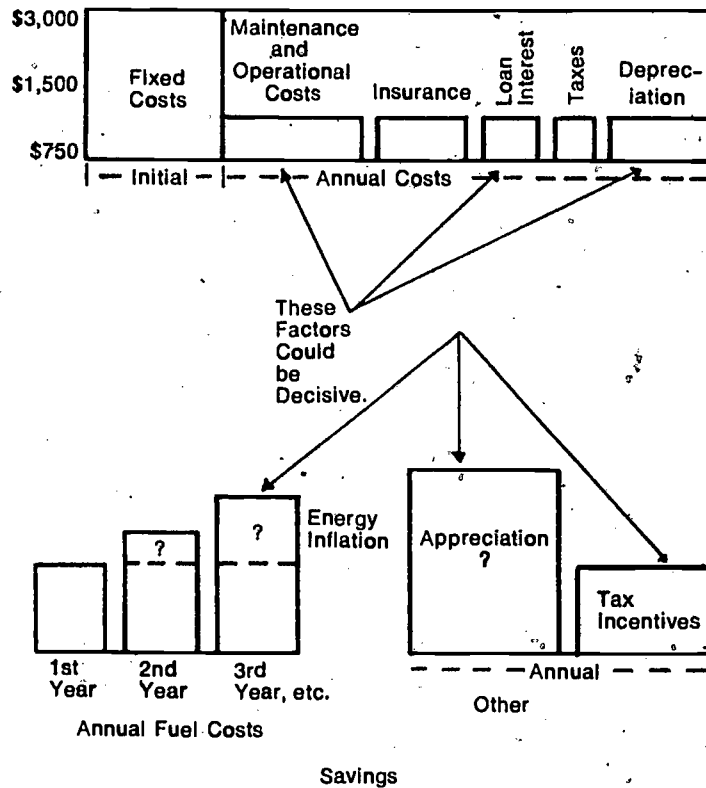 $3,000
$1,500
$750
Fixed
Costs
Maintenance
and
Operational
Costs
Insurance
Loan
Interest
Taxes
Deprec-
iation
Initial
Annual Costs
These
Factors
Could
be
Decisive.
?
?
Energy
Inflation
Appreciation
?
Tax
Incentives
1st
Year
2nd
Year
3rd
Year, etc.
Annual Fuel Costs
Annual
Other
Savings